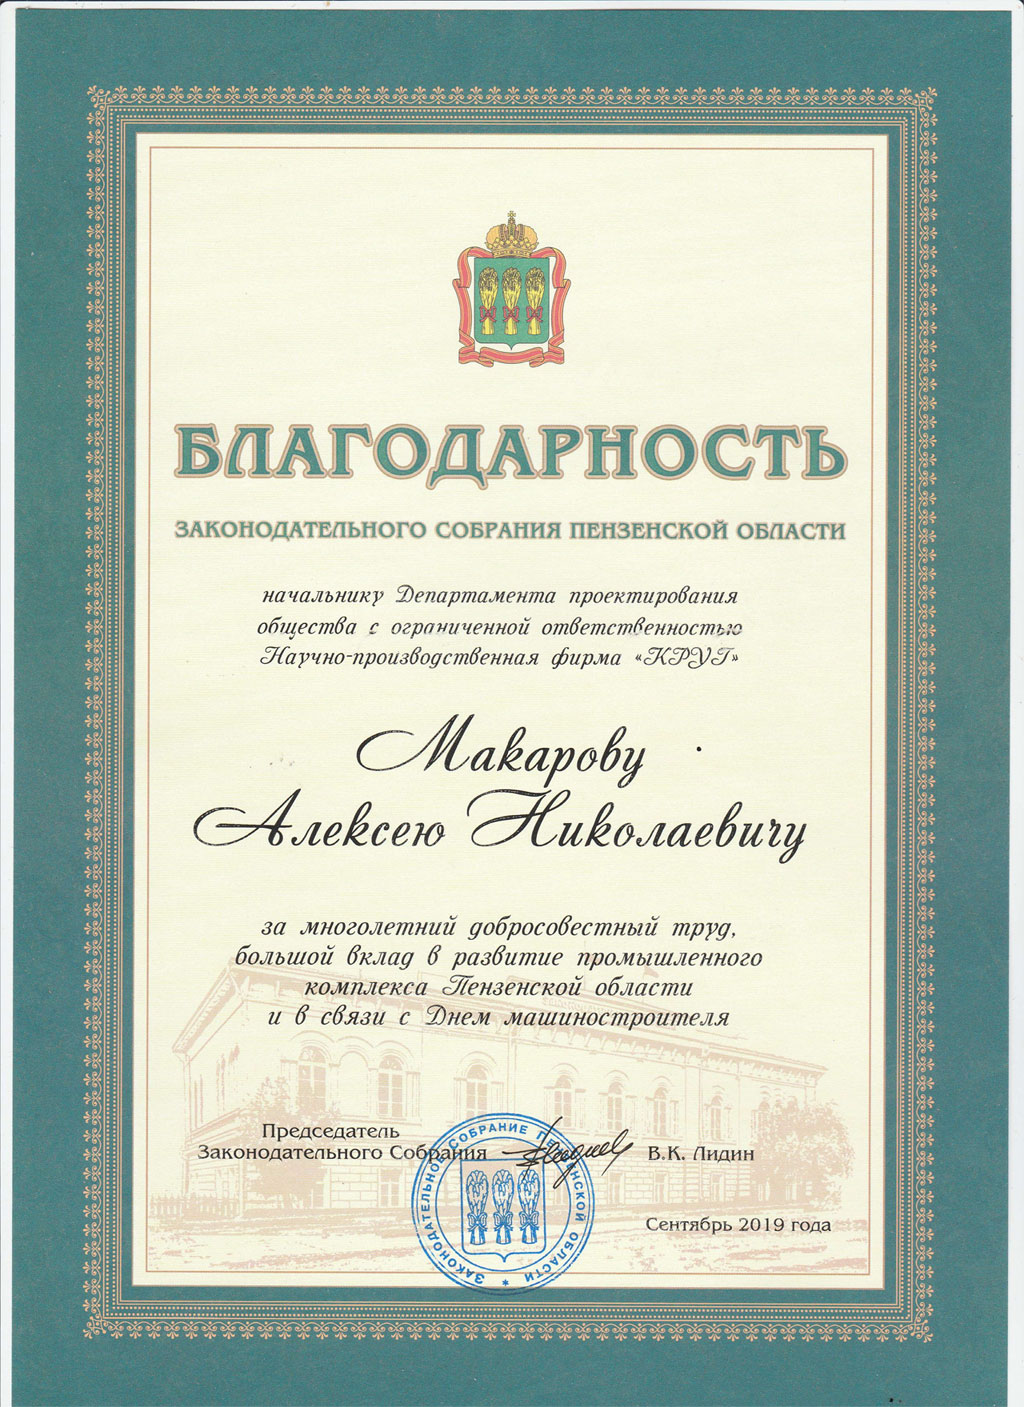 БЛАГОДАРНОСТЬ
ЗАКОНОДАТЕЛЬНОГО СОБРАНИЯ ПЕНЗЕНСКОЙ ОБЛАСТИ
начальнику Департамента проектирования
общества с ограниченной ответственностью
Научно-производственная фирма «КРУГ»
Макарову
Алексею Николаевичу
за многолетний добросовестный труд,
большой вклад в развитие промышленного
комплекса Пензенской области
и в связи с Днем машиностроителя
Председатель
Законодательного Собрания В.К. Лидин
ЗАКОНОДАТЕЛЬНОЕ СОБРАНИЕ ПЕНЗЕНСКОЙ ОБЛАСТИ *
Сентябрь 2019 года